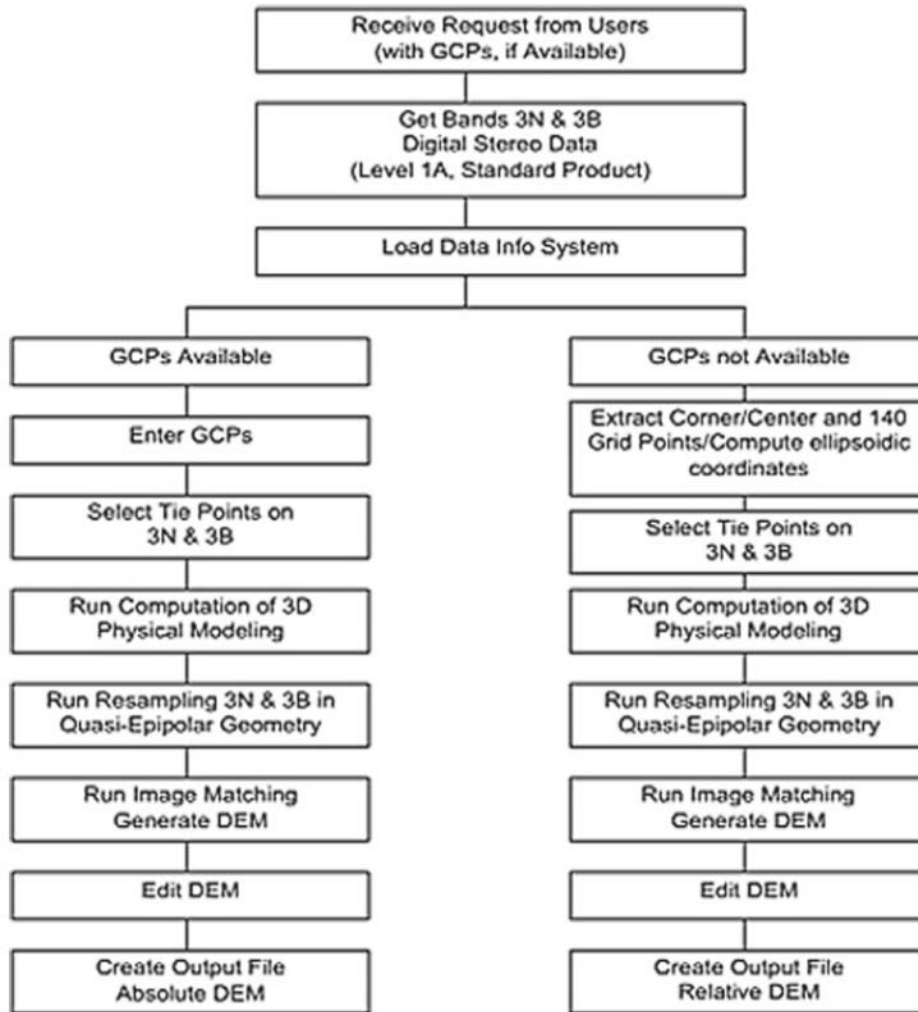 Receive Request from Users
(with GCPs, if Available)
Get Bands 3N & 3B
Digital Stereo Data
(Level 1A, Standard Product)
Load Data Info System
GCPs Available
Enter GCPs
Select Tie Points on
3N & 3B
Run Computation of 3D
Physical Modeling
Run Resampling 3N & 3B in
Quasi-Epipolar Geometry
Run Image Matching
Generate DEM
Edit DEM
Create Output File
Absolute DEM
GCPs not Available
Extract Corner/Center and 140
Grid Points/Compute ellipsoidic
coordinates
Select Tie Points on
3N & 3B
Run Computation of 3D
Physical Modeling
Run Resampling 3N & 3B in
Quasi-Epipolar Geometry
Run Image Matching
Generate DEM
Edit DEM
Create Output File
Relative DEM